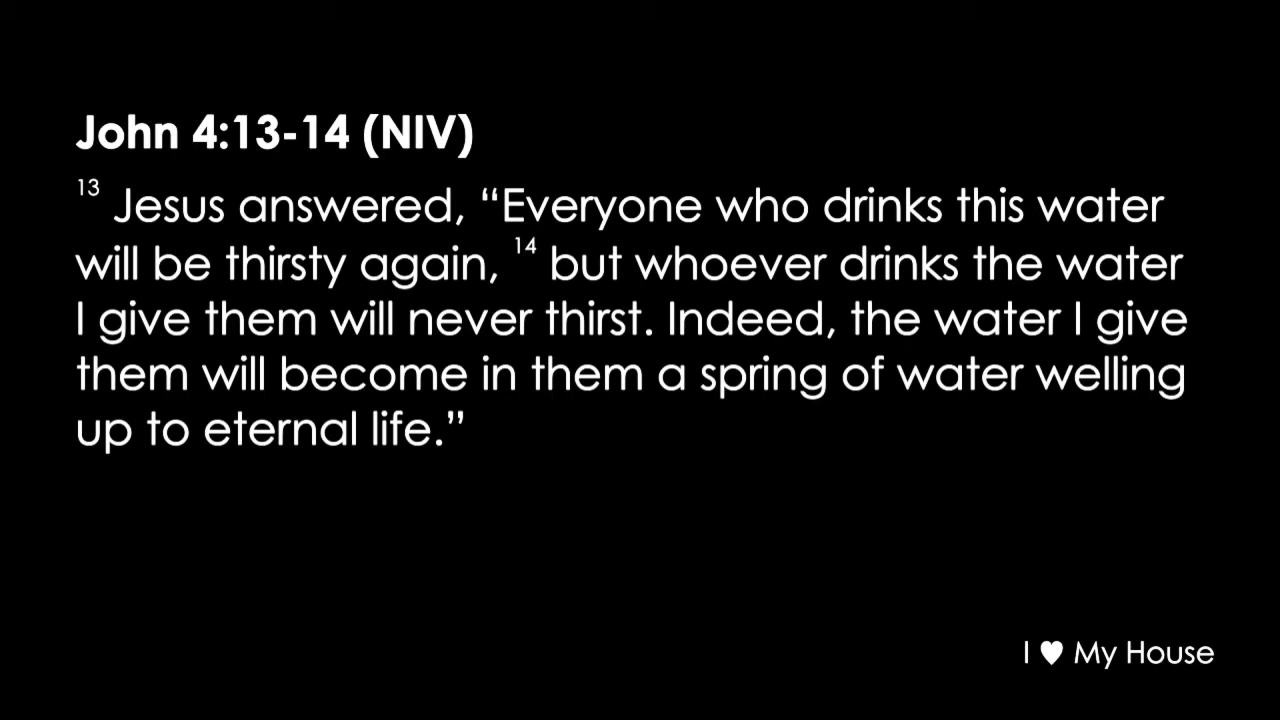 John 4:13-14 (NIV)
13 Jesus answered, “Everyone who drinks this water
will be thirsty again, 14 but whoever drinks the water
I give them will never thirst. Indeed, the water I give
them will become in them a spring of water welling
up to eternal life.”
I ♥ My House